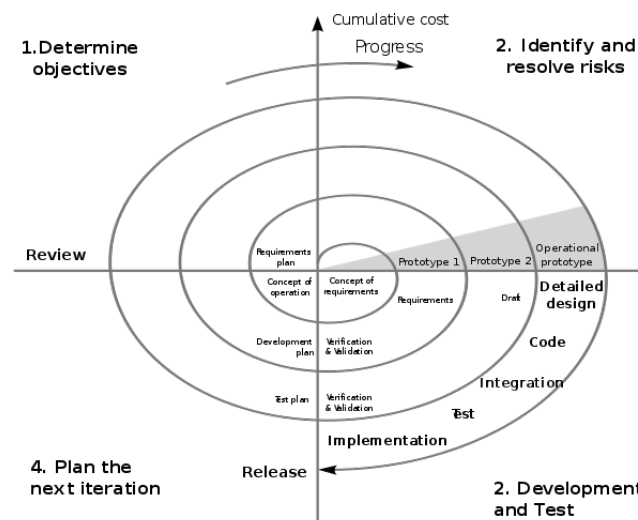 Cumulative cost
Progress
1.Determine
objectives
2. Identify and
resolve risks
Review
Requirements
plan
Concept of
operation
Concept of
requirements
Prototype 1
Prototype 2
Operational
prototype
Requirements
Draft
Detailed
design
Development
plan
Verification
& Validation
Code
Integration
Test plan
Verification
& Validation
Test
Implementation
4. Plan the
next iteration
Release
2. Development
and Test